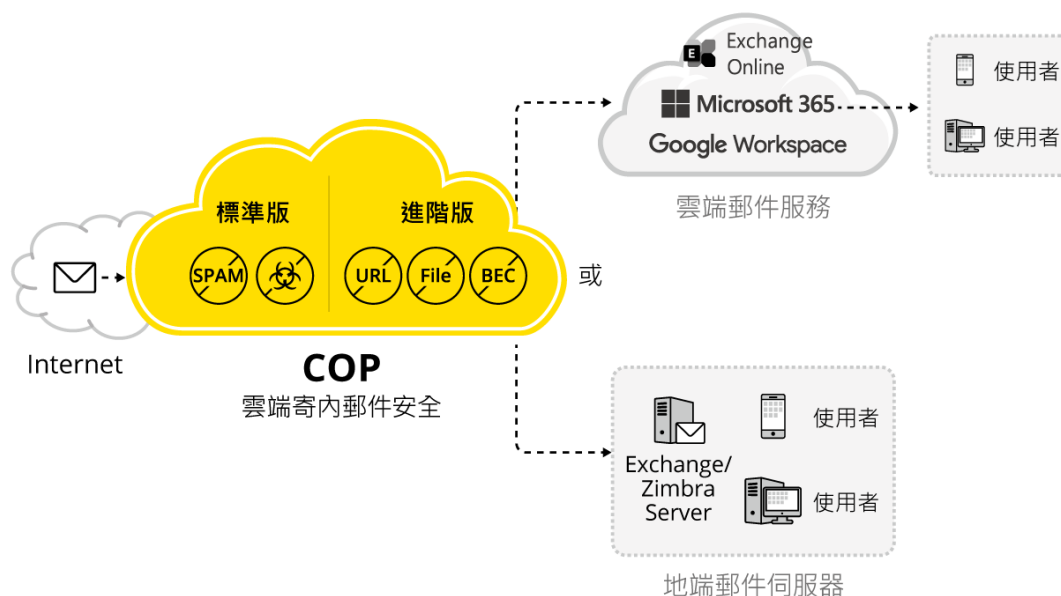 Internet
標準版
進階版
SPAM
URL
File
BEC
COP
雲端寄內郵件安全
或
E
Exchange
Online
Microsoft 365
Google Workspace
雲端郵件服務
使用者
使用者
Exchange/
Zimbra
Server
使用者
使用者
地端郵件伺服器